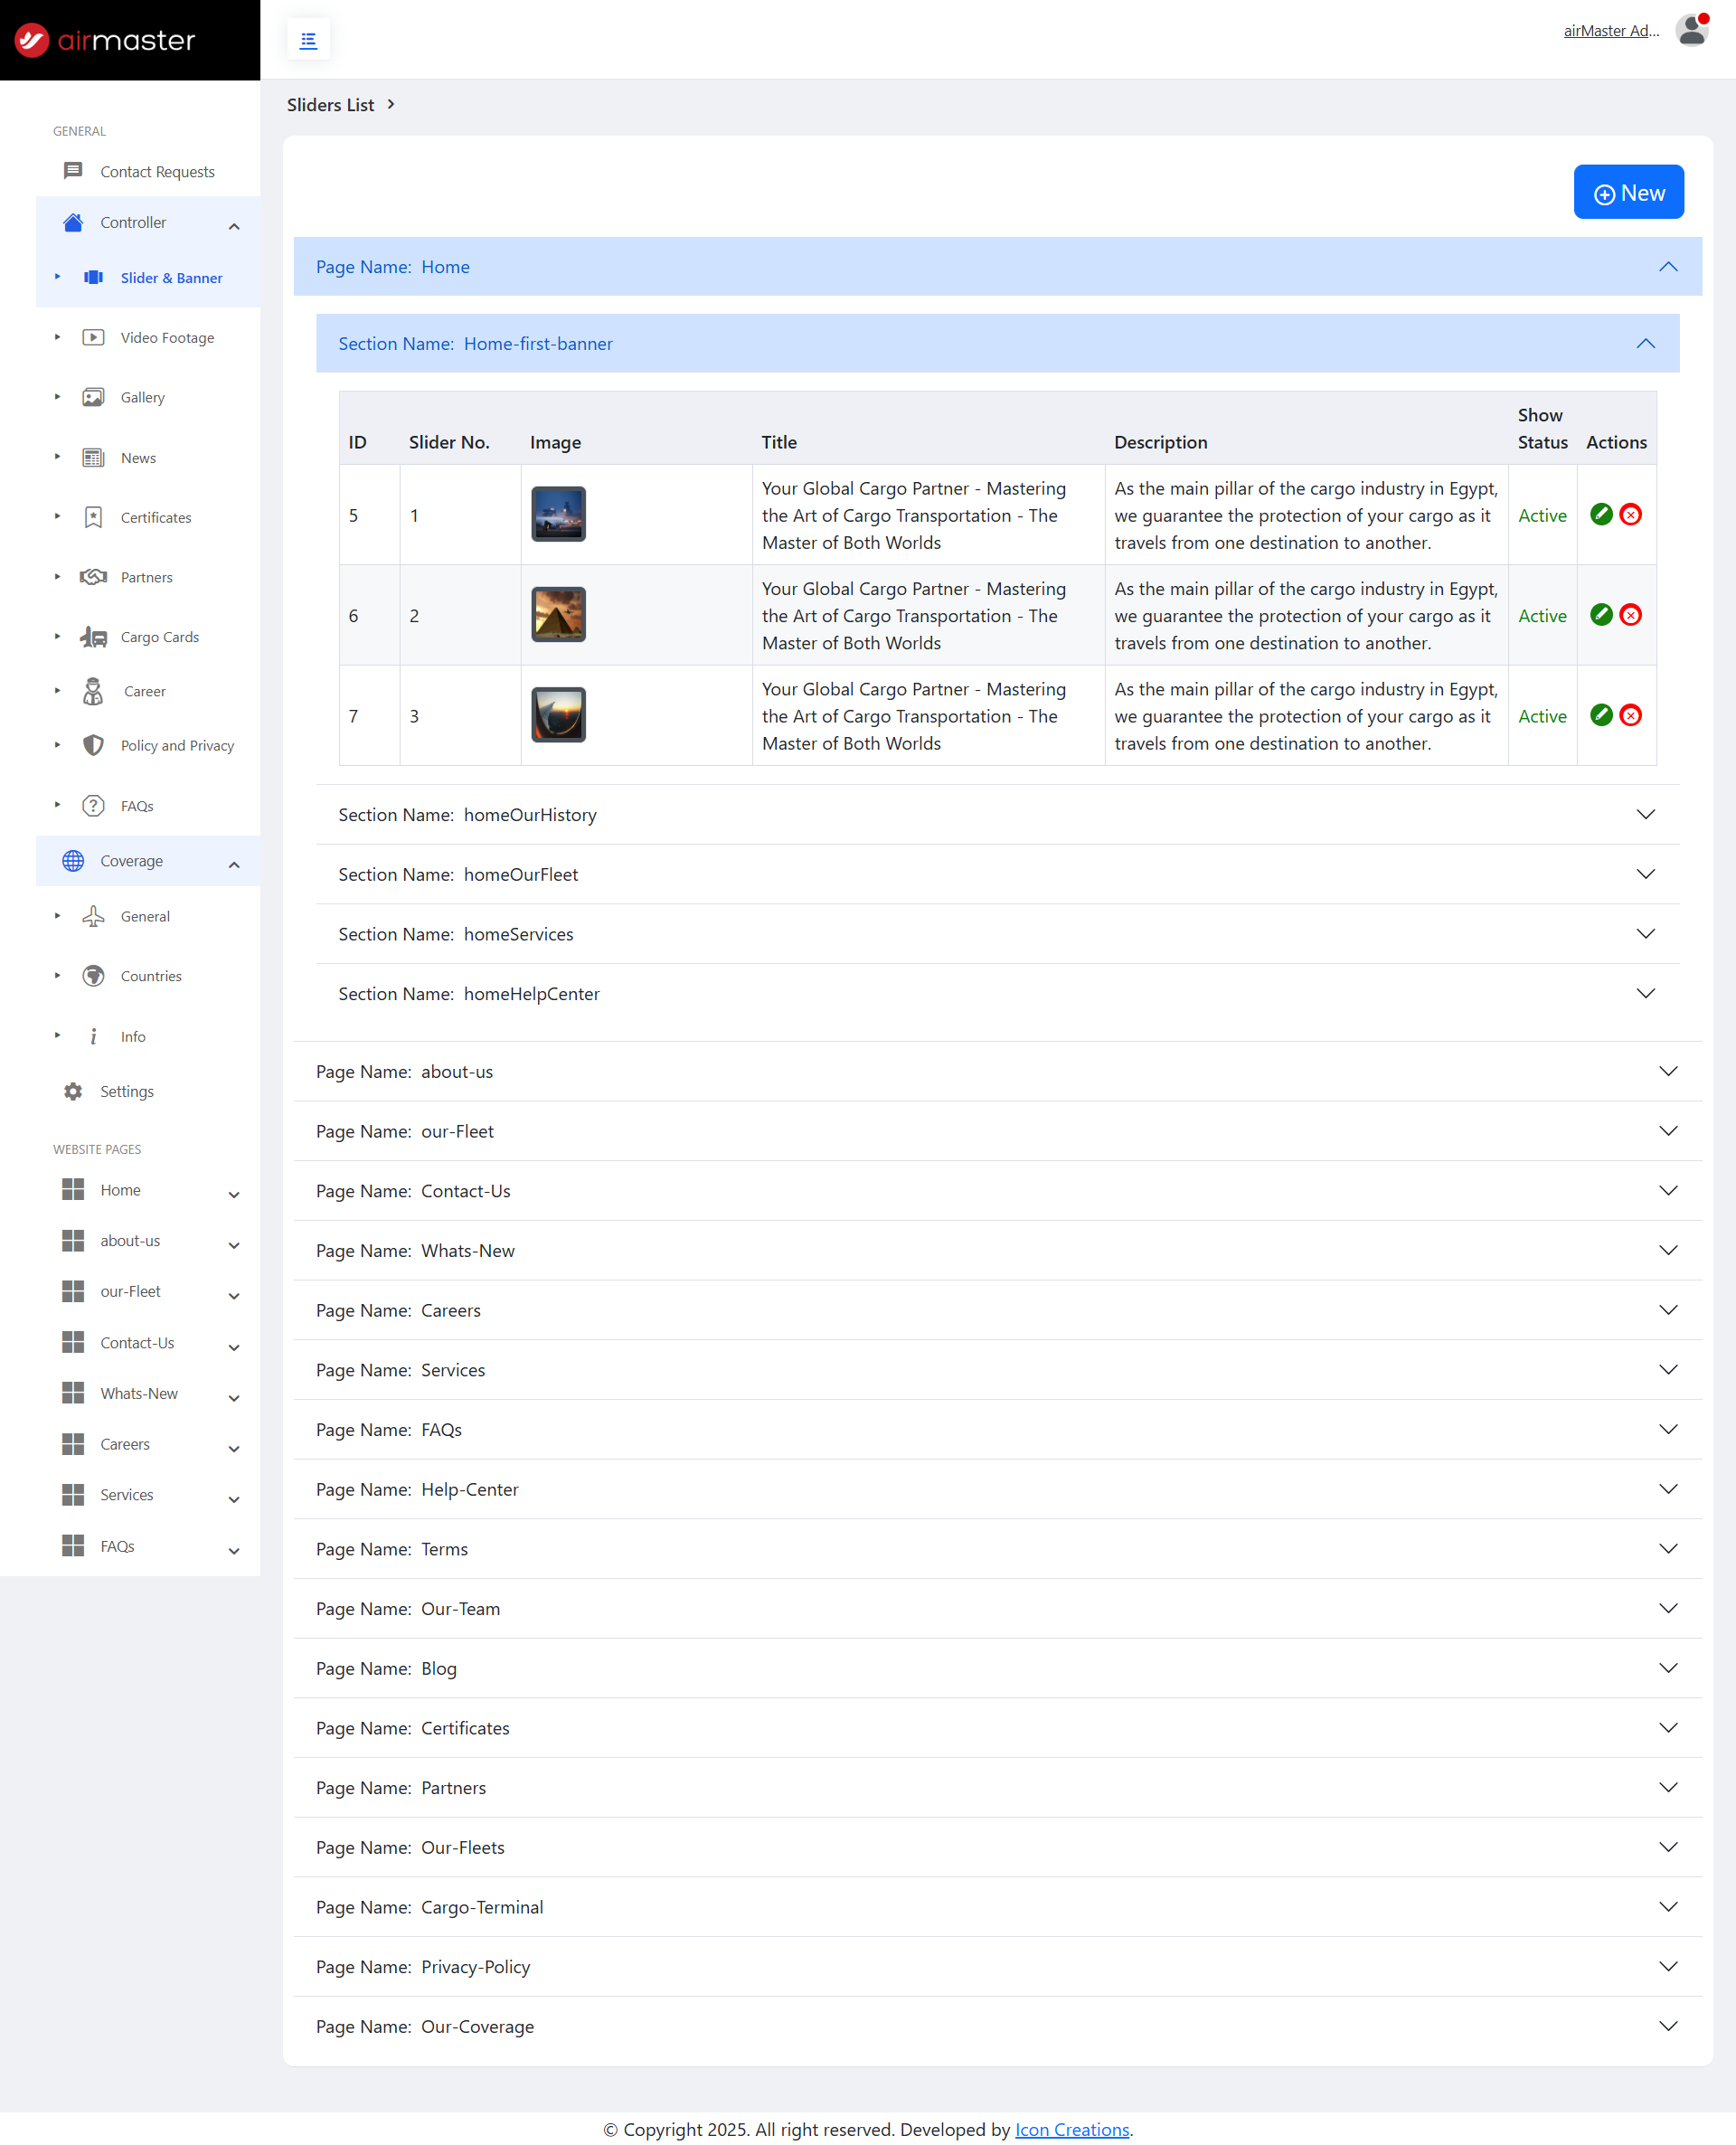 airmaster
airMaster Ad...
GENERAL
Contact Requests
Controller
Slider & Banner
Video Footage
Gallery
News
Certificates
Partners
Cargo Cards
Career
Policy and Privacy
FAQs
Coverage
General
Countries
Info
Settings
WEBSITE PAGES
Home
about-us
our-Fleet
Contact-Us
Whats-New
Careers
Services
FAQs
Sliders List
New
Page Name: Home
Section Name: Home-first-banner
ID Slider No. Image Title Description Show Status Actions
5 1 Your Global Cargo Partner - Mastering the Art of Cargo Transportation - The Master of Both Worlds As the main pillar of the cargo industry in Egypt, we guarantee the protection of your cargo as it travels from one destination to another. Active
6 2 Your Global Cargo Partner - Mastering the Art of Cargo Transportation - The Master of Both Worlds As the main pillar of the cargo industry in Egypt, we guarantee the protection of your cargo as it travels from one destination to another. Active
7 3 Your Global Cargo Partner - Mastering the Art of Cargo Transportation - The Master of Both Worlds As the main pillar of the cargo industry in Egypt, we guarantee the protection of your cargo as it travels from one destination to another. Active
Section Name: homeOurHistory
Section Name: homeOurFleet
Section Name: homeServices
Section Name: homeHelpCenter
Page Name: about-us
Page Name: our-Fleet
Page Name: Contact-Us
Page Name: Whats-New
Page Name: Careers
Page Name: Services
Page Name: FAQs
Page Name: Help-Center
Page Name: Terms
Page Name: Our-Team
Page Name: Blog
Page Name: Certificates
Page Name: Partners
Page Name: Our-Fleets
Page Name: Cargo-Terminal
Page Name: Privacy-Policy
Page Name: Our-Coverage
© Copyright 2025. All right reserved. Developed by Icon Creations.